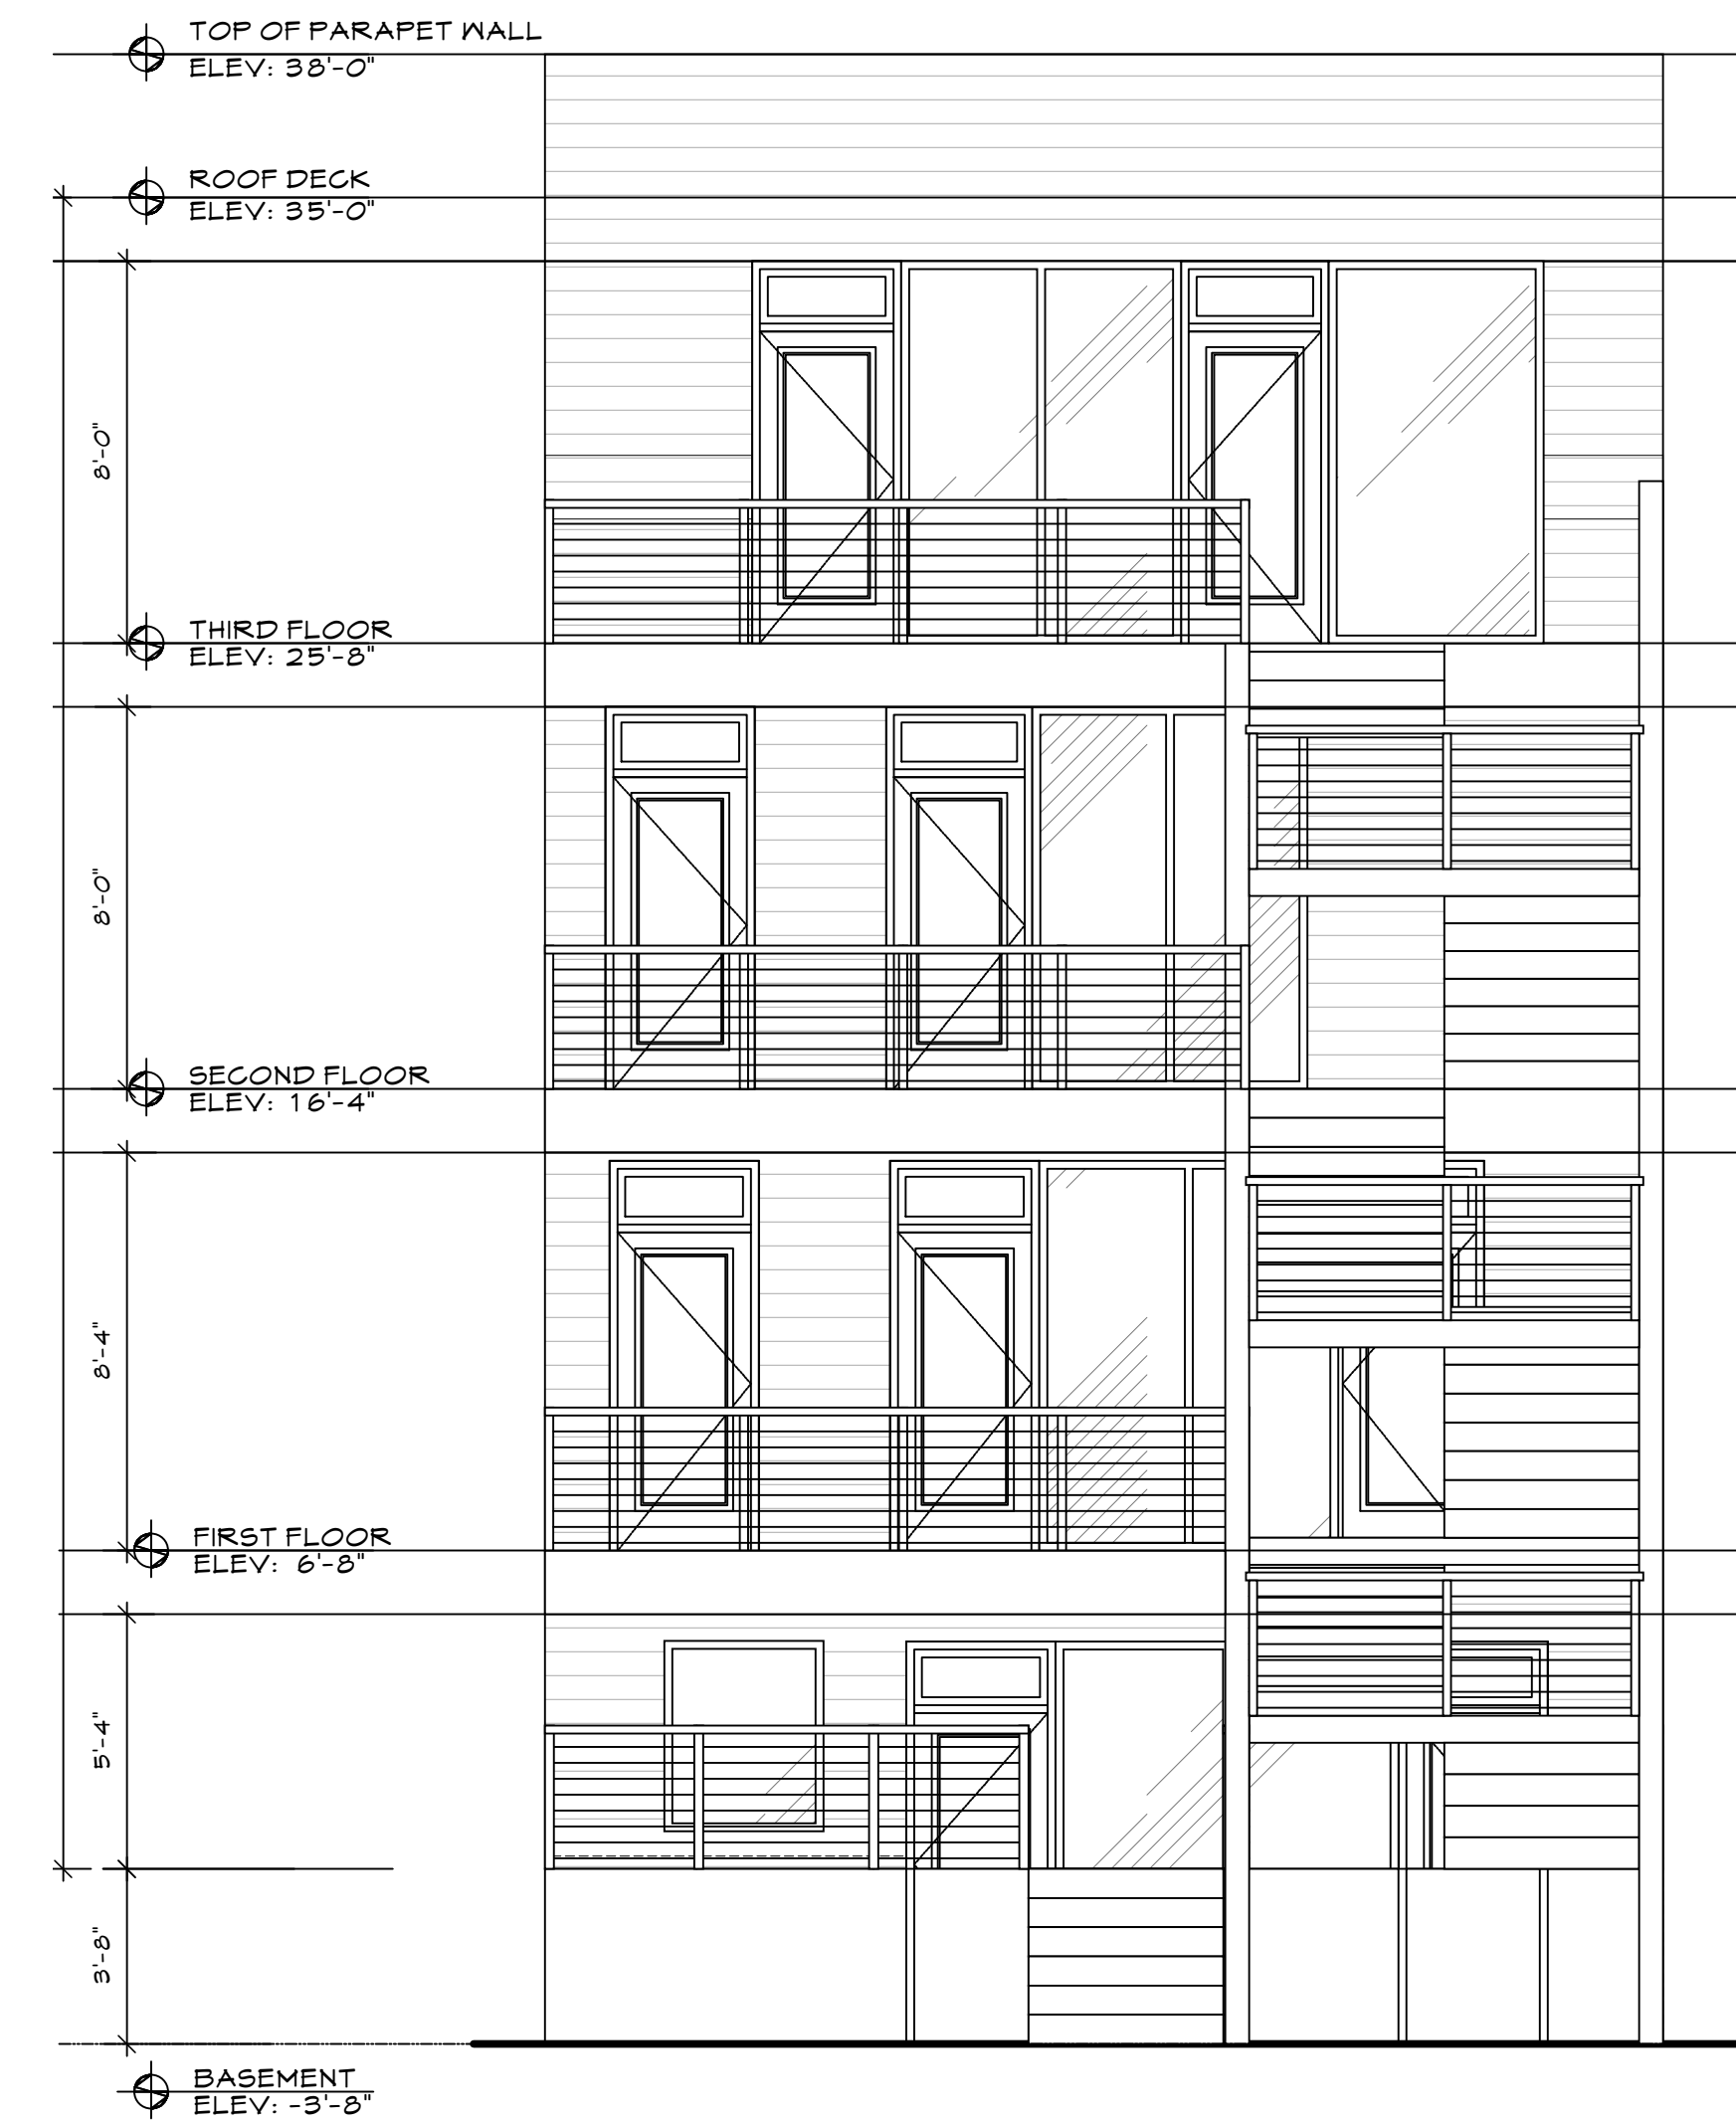 TOP OF PARAPET WALL
ELEV: 38'-0"
ROOF DECK
ELEV: 35'-0"
8'-0"
THIRD FLOOR
ELEV: 25'-8"
8'-0"
SECOND FLOOR
ELEV: 16'-4"
8'-4"
FIRST FLOOR
ELEV: 6'-8"
5'-4"
3'-8"
BASEMENT
ELEV: -3'-8"